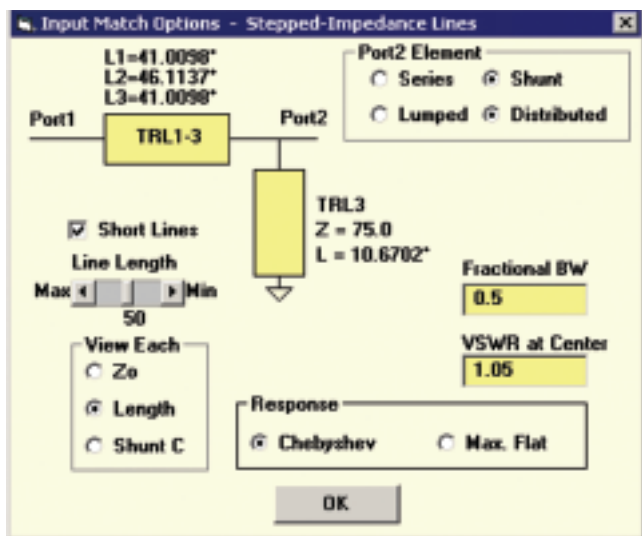 Input Match Options - Stepped-Impedance Lines
L1=41.0098°
L2=46.1137°
L3=41.0098°
Port1
TRL1-3
Port2
Port2 Element
Series
Shunt
Lumped
Distributed
TRL3
Z = 75.0
L = 10.6702°
Short Lines
Line Length
Max
Min
50
Fractional BW
0.5
VSWR at Center
1.05
View Each
Zo
Length
Shunt C
Response
Chebyshev
Max. Flat
OK